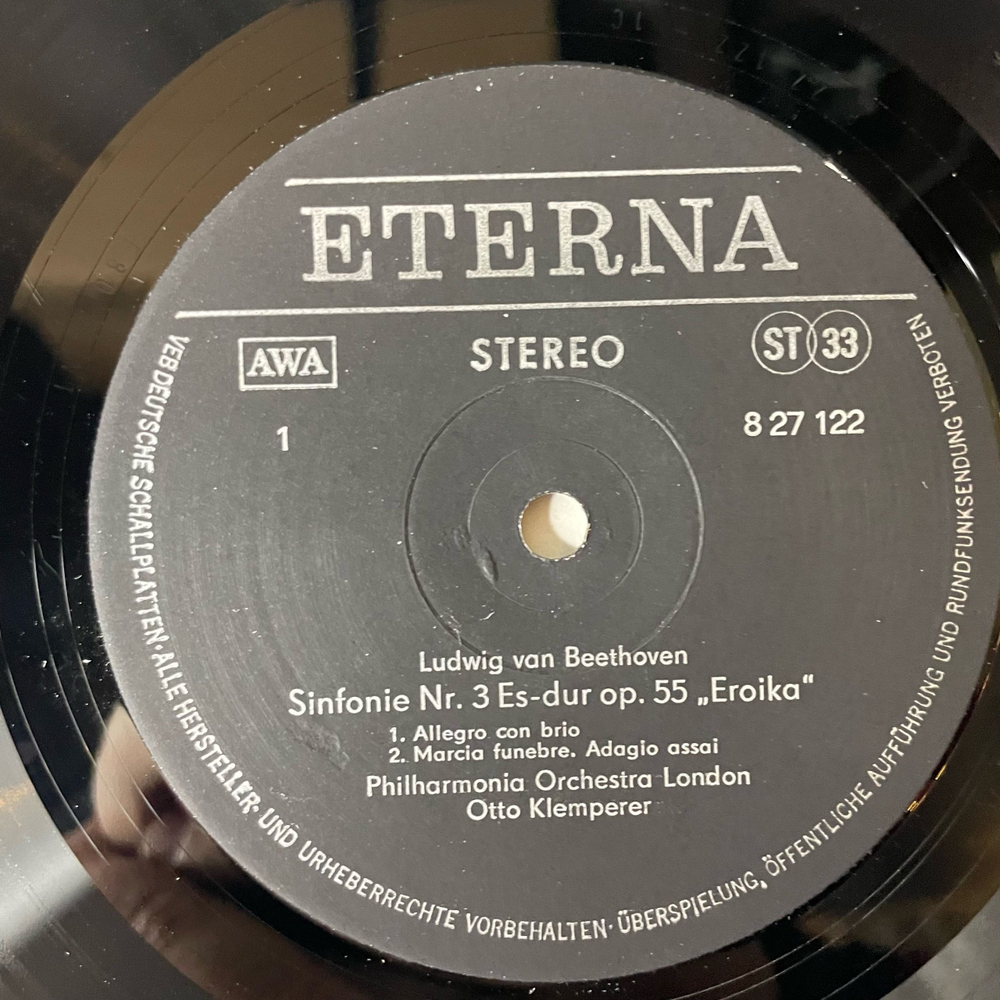 ETERNA
AWA
STEREO
ST 33
1
8 27 122
Ludwig van Beethoven
Sinfonie Nr. 3 Es-dur op. 55 „Eroika“
1. Allegro con brio
2. Marcia funebre. Adagio assai
Philharmonia Orchestra London
Otto Klemperer
VEB DEUTSCHE SCHALLPLATTEN · ALLE HERSTELLER- UND URHEBERRECHTE VORBEHALTEN · ÜBERSPIELUNG, ÖFFENTLICHE AUFFÜHRUNG UND RUNDFUNKSENDUNG VERBOTEN